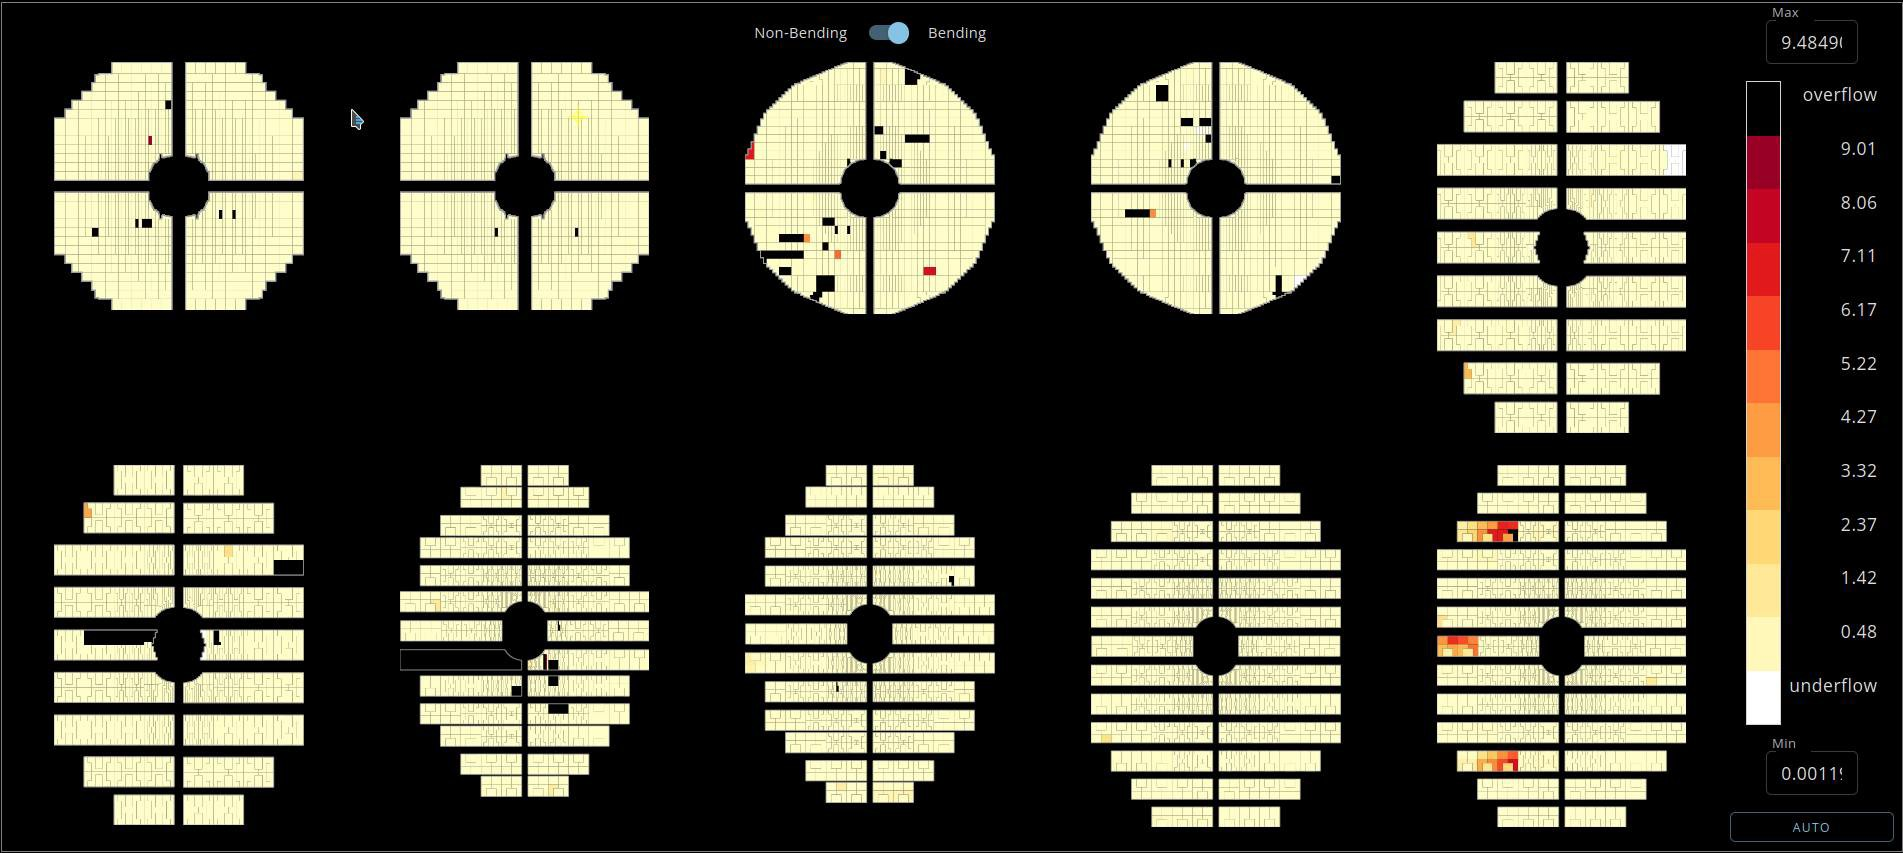 Non-Bending Bending
Max
9.4849
overflow
9.01
8.06
7.11
6.17
5.22
4.27
3.32
2.37
1.42
0.48
underflow
Min
0.0011
AUTO